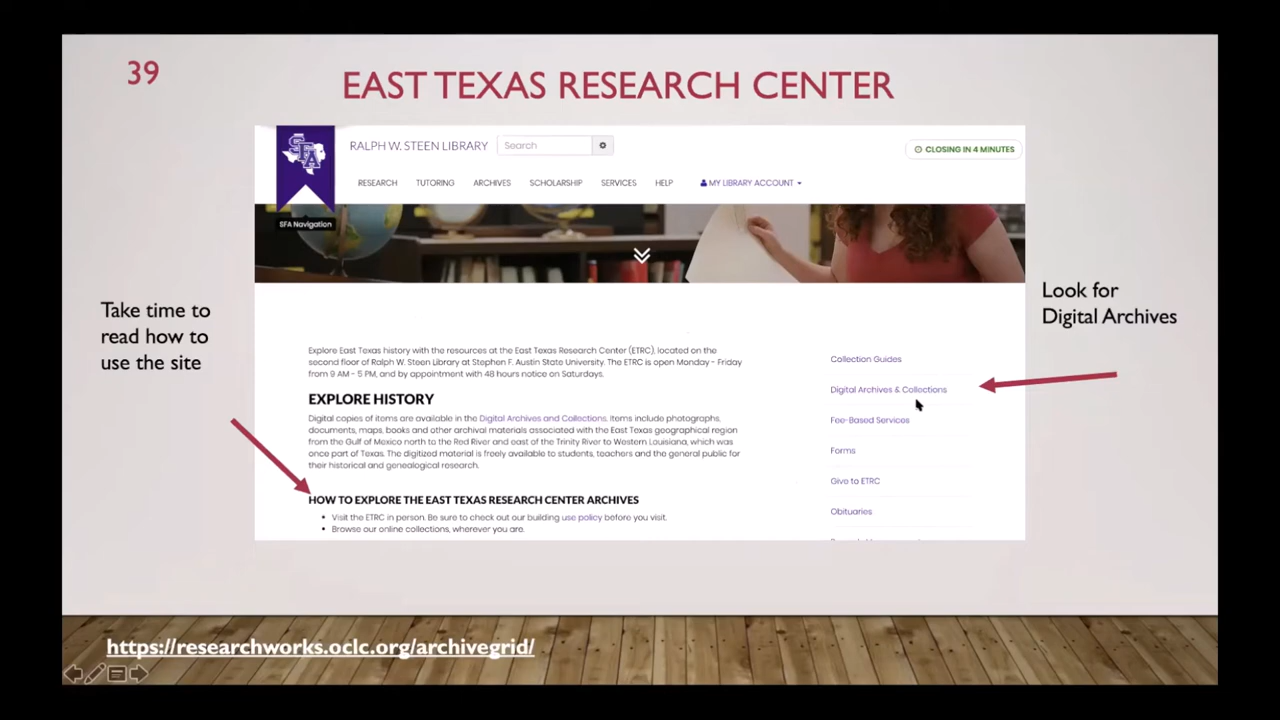 39
EAST TEXAS RESEARCH CENTER
SFA
RALPH W. STEEN LIBRARY
Search
CLOSING IN 4 MINUTES
RESEARCH TUTORING ARCHIVES SCHOLARSHIP SERVICES HELP MY LIBRARY ACCOUNT
SFA Navigation
Take time to
read how to
use the site
Look for
Digital Archives
Explore East Texas history with the resources at the East Texas Research Center (ETRC), located on the
second floor of Ralph W. Steen Library at Stephen F. Austin State University. The ETRC is open Monday - Friday
from 9 AM - 5 PM, and by appointment with 48 hours notice on Saturdays.
EXPLORE HISTORY
Digital copies of items are available in the Digital Archives and Collections. Items include photographs,
documents, maps, books and other archival materials associated with the East Texas geographical region
from the Gulf of Mexico north to the Red River and east of the Trinity River to Western Louisiana, which was
once part of Texas. The digitized material is freely available to students, teachers and the general public for
their historical and genealogical research.
HOW TO EXPLORE THE EAST TEXAS RESEARCH CENTER ARCHIVES
• Visit the ETRC in person. Be sure to check out our building use policy before you visit.
• Browse our online collections, wherever you are.
Collection Guides
Digital Archives & Collections
Fee-Based Services
Forms
Give to ETRC
Obituaries
https://researchworks.oclc.org/archivegrid/